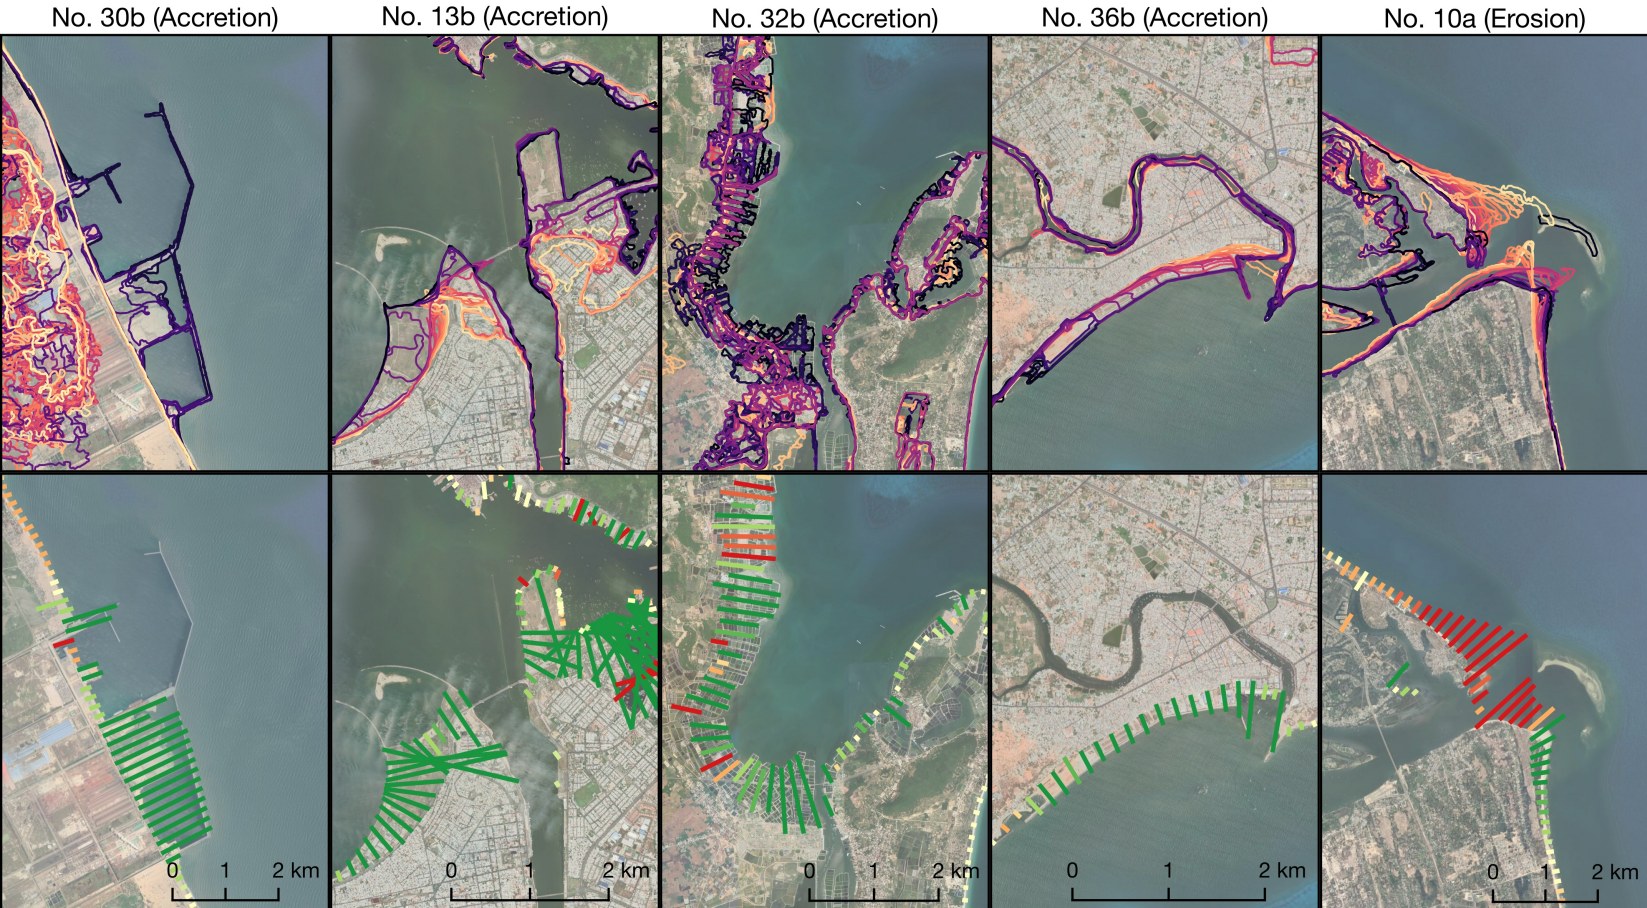 No. 30b (Accretion)
No. 13b (Accretion)
No. 32b (Accretion)
No. 36b (Accretion)
No. 10a (Erosion)
0 1 2 km
0 1 2 km
0 1 2 km
0 1 2 km
0 1 2 km